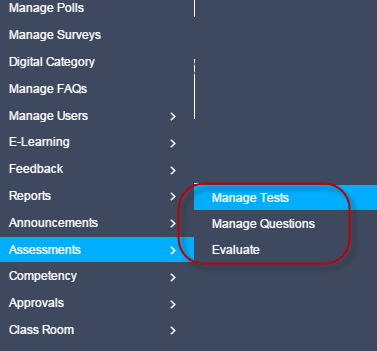 Manage Polls
Manage Surveys
Digital Category
Manage FAQs
Manage Users
E-Learning
Feedback
Reports
Announcements
Assessments
Competency
Approvals
Class Room
Manage Tests
Manage Questions
Evaluate